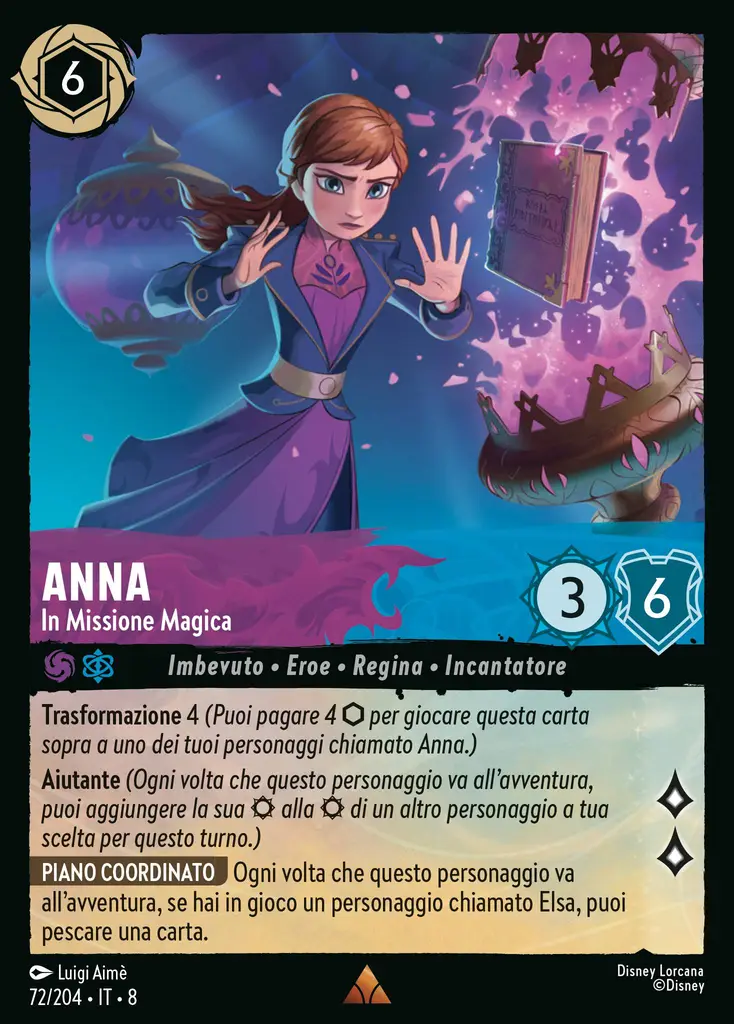 6
ANNA
In Missione Magica
3
6
Imbevuto • Eroe • Regina • Incantatore
Trasformazione 4 (Puoi pagare 4 ⬡ per giocare questa carta
sopra a uno dei tuoi personaggi chiamato Anna.)
Aiutante (Ogni volta che questo personaggio va all'avventura,
puoi aggiungere la sua alla di un altro personaggio a tua
scelta per questo turno.)
PIANO COORDINATO Ogni volta che questo personaggio va
all'avventura, se hai in gioco un personaggio chiamato Elsa, puoi
pescare una carta.
Luigi Aimè
Disney Lorcana
72/204 • IT • 8
©Disney